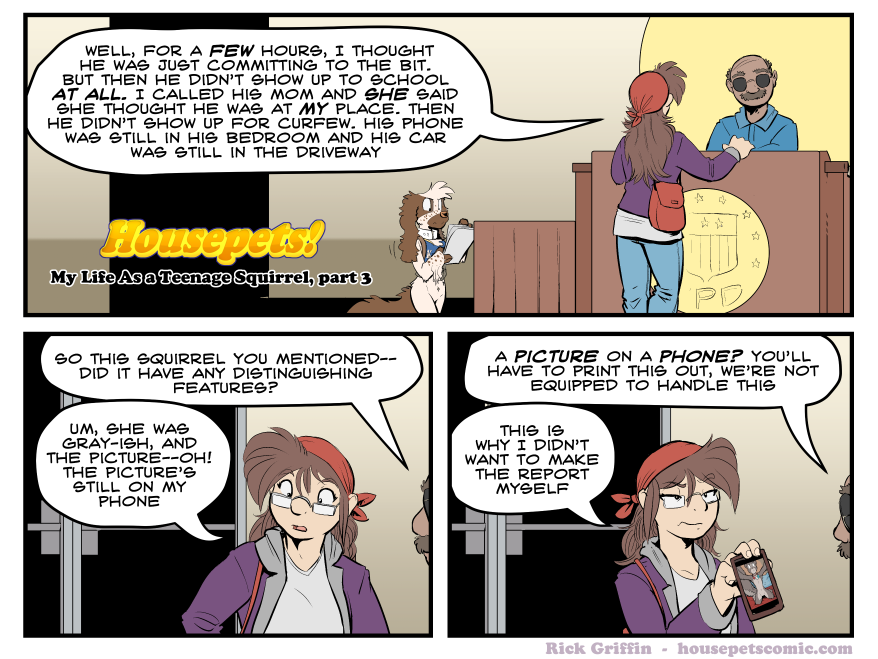 WELL, FOR A FEW HOURS, I THOUGHT
HE WAS JUST COMMITTING TO THE BIT.
BUT THEN HE DIDN'T SHOW UP TO SCHOOL
AT ALL. I CALLED HIS MOM AND SHE SAID
SHE THOUGHT HE WAS AT MY PLACE. THEN
HE DIDN'T SHOW UP FOR CURFEW. HIS PHONE
WAS STILL IN HIS BEDROOM AND HIS CAR
WAS STILL IN THE DRIVEWAY
Housepets!
My Life As a Teenage Squirrel, part 3
PD
SO THIS SQUIRREL YOU MENTIONED--
DID IT HAVE ANY DISTINGUISHING
FEATURES?
UM, SHE WAS
GRAY-ISH, AND
THE PICTURE--OH!
THE PICTURE'S
STILL ON MY
PHONE
A PICTURE ON A PHONE? YOU'LL
HAVE TO PRINT THIS OUT, WE'RE NOT
EQUIPPED TO HANDLE THIS
THIS IS
WHY I DIDN'T
WANT TO MAKE
THE REPORT
MYSELF
Rick Griffin - housepetscomic.com